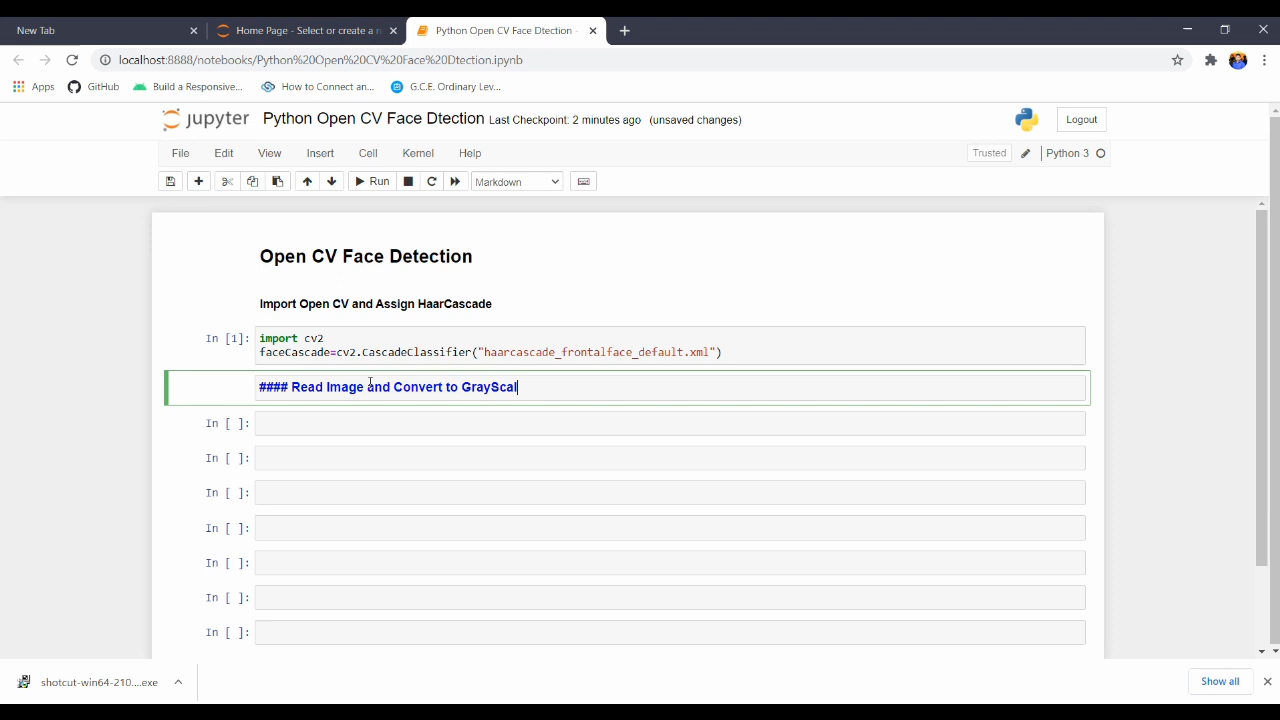 New Tab
Home Page - Select or create a n
Python Open CV Face Dtection -
localhost:8888/notebooks/Python%20Open%20CV%20Face%20Dtection.ipynb
Apps
GitHub
Build a Responsive...
How to Connect an...
G.C.E. Ordinary Lev...
jupyter
Python Open CV Face Dtection Last Checkpoint: 2 minutes ago (unsaved changes)
Logout
File Edit View Insert Cell Kernel Help
Trusted
Python 3
Run
Markdown
Open CV Face Detection
Import Open CV and Assign HaarCascade
In [1]:
import cv2
faceCascade=cv2.CascadeClassifier("haarcascade_frontalface_default.xml")
#### Read Image and Convert to GrayScal
In [ ]:
In [ ]:
In [ ]:
In [ ]:
In [ ]:
In [ ]:
In [ ]:
shotcut-win64-210....exe
Show all